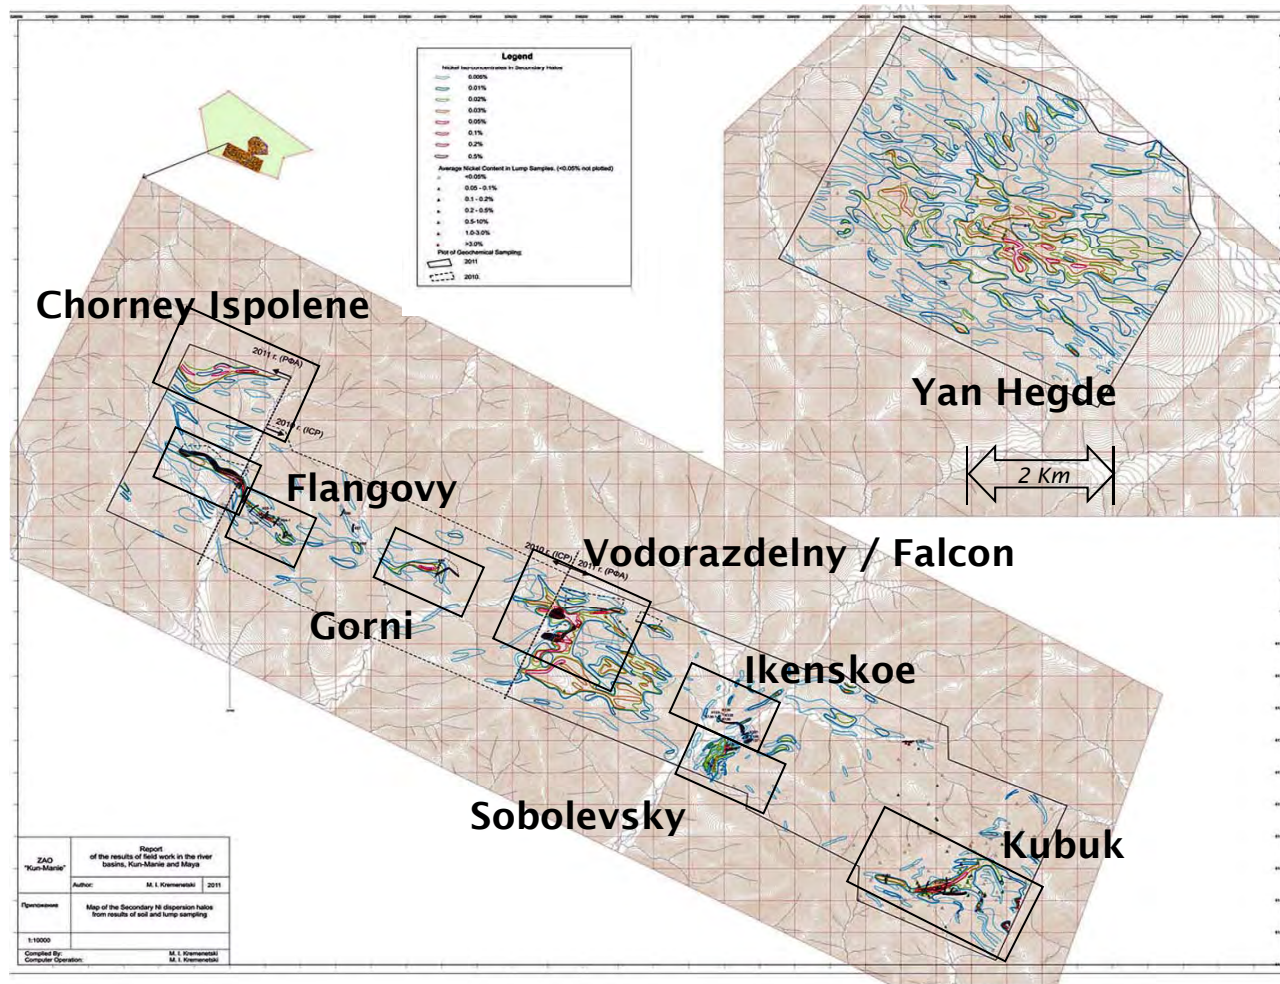 Legend
Nickel Iso-concentrates in Secondary Halos
0.005%
0.01%
0.02%
0.03%
0.05%
0.1%
0.2%
0.5%
Average Nickel Content in Lump Samples. (<0.05% not plotted)
<0.05%
0.05 - 0.1%
0.1 - 0.2%
0.2 - 0.5%
0.5-10%
1.0-3.0%
>3.0%
Plot of Geochemical Sampling:
2011
2010.
Chorney Ispolene
2011 г. (РФА)
2010 г. (ICP)
Yan Hegde
2 Km
Flangovy
2010 г. (ICP)
2011 г. (РФА)
Vodorazdelny / Falcon
Gorni
Ikenskoe
Sobolevsky
Kubuk
ZAO
"Kun-Manie"
Report
of the results of field work in the river
basins, Kun-Manie and Maya
Author:
M. I. Kremenetski
2011
Приложение
Map of the Secondary Ni dispersion halos
from results of soil and lump sampling
1:10000
Compiled By:
M. I. Kremenetski
Computer Operation:
M. I. Kremenetski